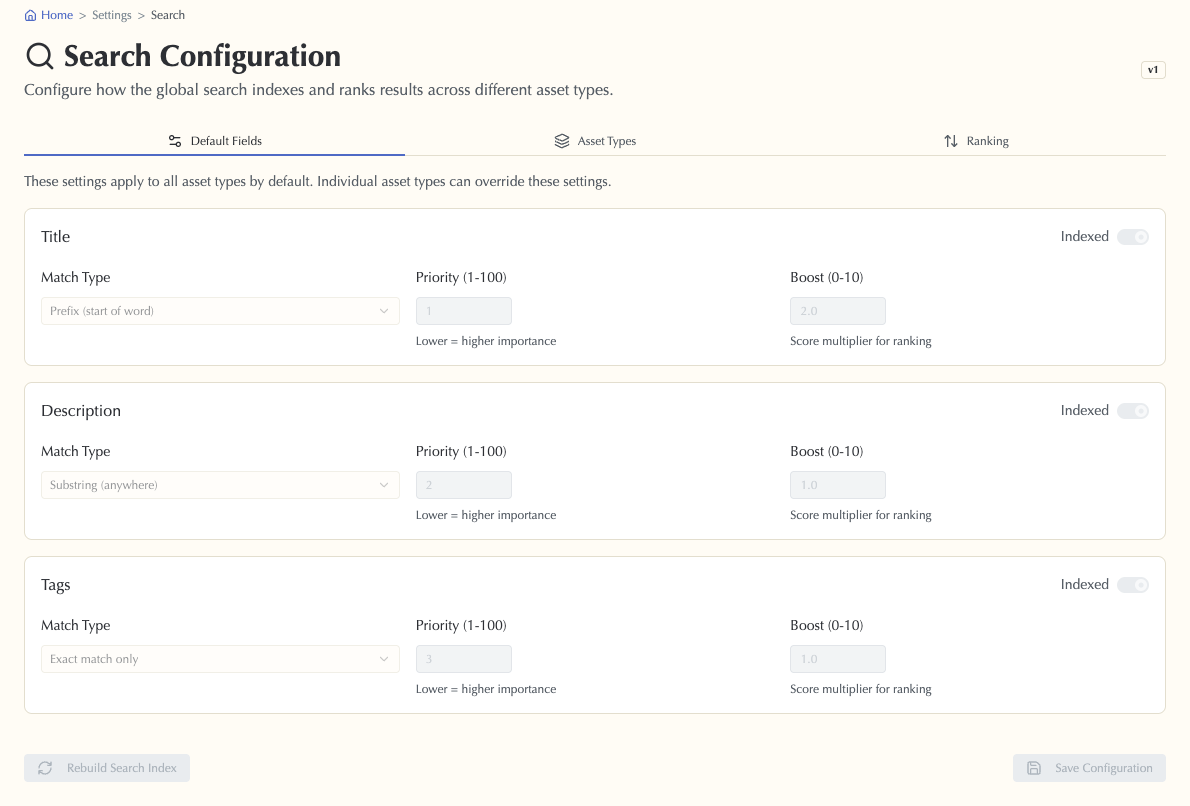 Home > Settings > Search
Search Configuration
Configure how the global search indexes and ranks results across different asset types.
v1
Default Fields
Asset Types
Ranking
These settings apply to all asset types by default. Individual asset types can override these settings.
Title
Indexed
Match Type
Priority (1-100)
Boost (0-10)
Prefix (start of word)
1
2.0
Lower = higher importance
Score multiplier for ranking
Description
Indexed
Match Type
Priority (1-100)
Boost (0-10)
Substring (anywhere)
2
1.0
Lower = higher importance
Score multiplier for ranking
Tags
Indexed
Match Type
Priority (1-100)
Boost (0-10)
Exact match only
3
1.0
Lower = higher importance
Score multiplier for ranking
Rebuild Search Index
Save Configuration